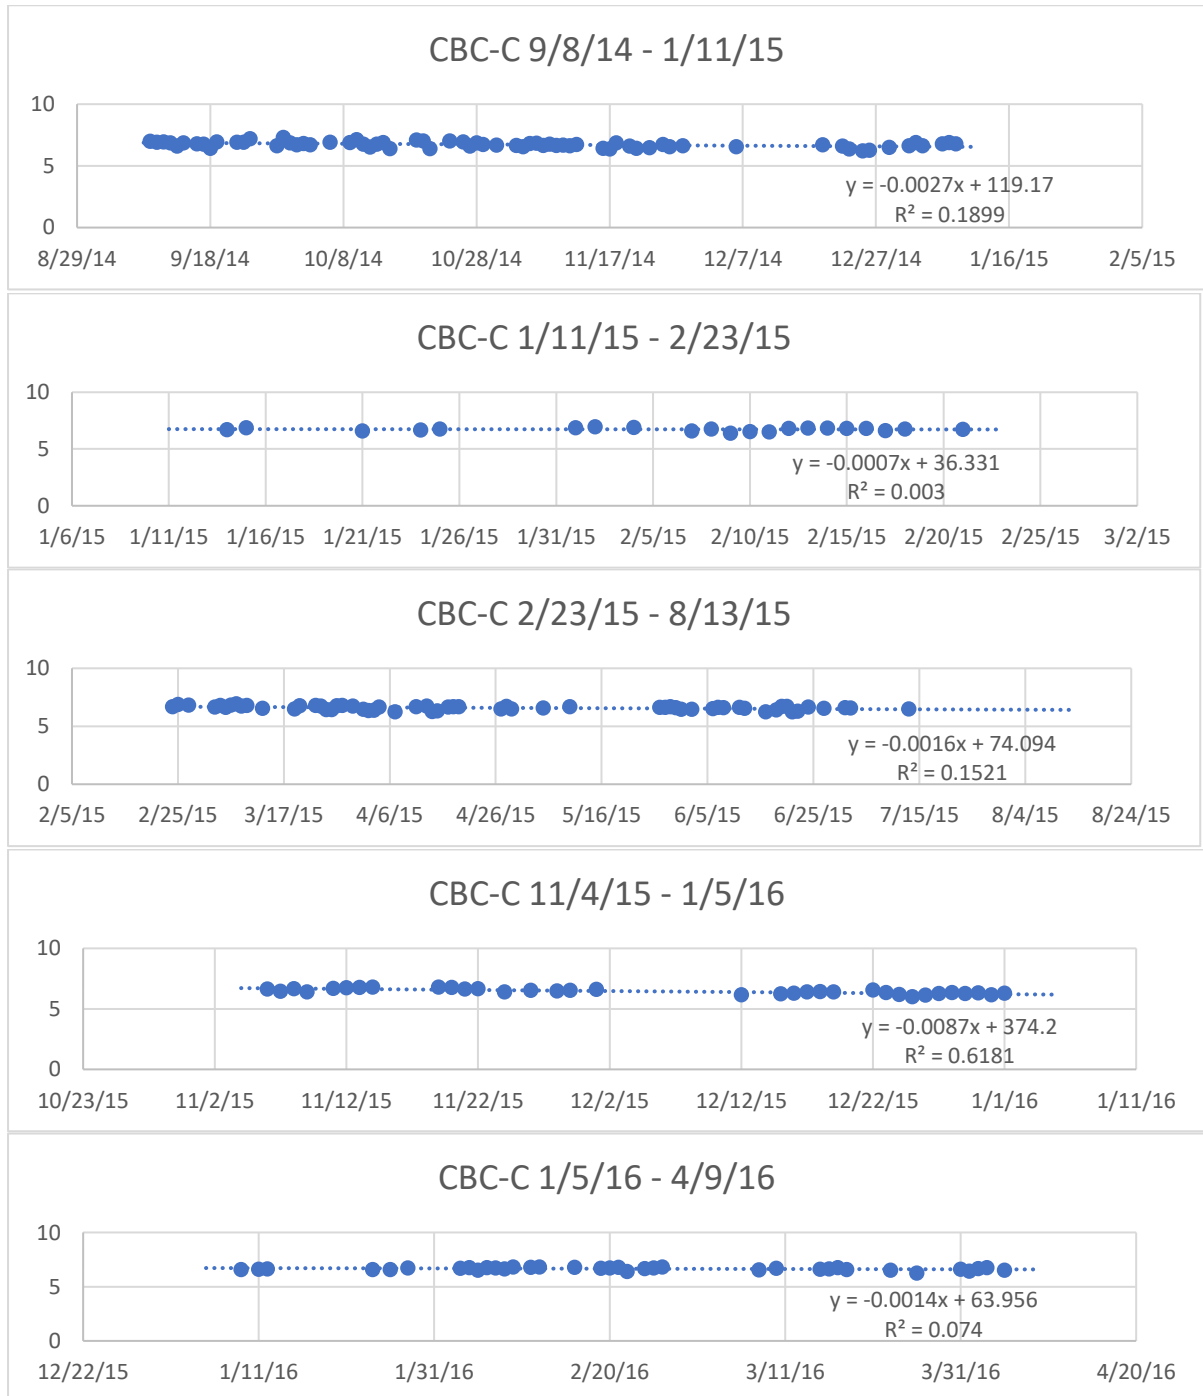 CBC-C 9/8/14 - 1/11/15
10
5
0
y = -0.0027x + 119.17
R² = 0.1899
8/29/14 9/18/14 10/8/14 10/28/14 11/17/14 12/7/14 12/27/14 1/16/15 2/5/15
CBC-C 1/11/15 - 2/23/15
10
5
0
y = -0.0007x + 36.331
R² = 0.003
1/6/15 1/11/15 1/16/15 1/21/15 1/26/15 1/31/15 2/5/15 2/10/15 2/15/15 2/20/15 2/25/15 3/2/15
CBC-C 2/23/15 - 8/13/15
10
5
0
y = -0.0016x + 74.094
R² = 0.1521
2/5/15 2/25/15 3/17/15 4/6/15 4/26/15 5/16/15 6/5/15 6/25/15 7/15/15 8/4/15 8/24/15
CBC-C 11/4/15 - 1/5/16
10
5
0
y = -0.0087x + 374.2
R² = 0.6181
10/23/15 11/2/15 11/12/15 11/22/15 12/2/15 12/12/15 12/22/15 1/1/16 1/11/16
CBC-C 1/5/16 - 4/9/16
10
5
0
y = -0.0014x + 63.956
R² = 0.074
12/22/15 1/11/16 1/31/16 2/20/16 3/11/16 3/31/16 4/20/16